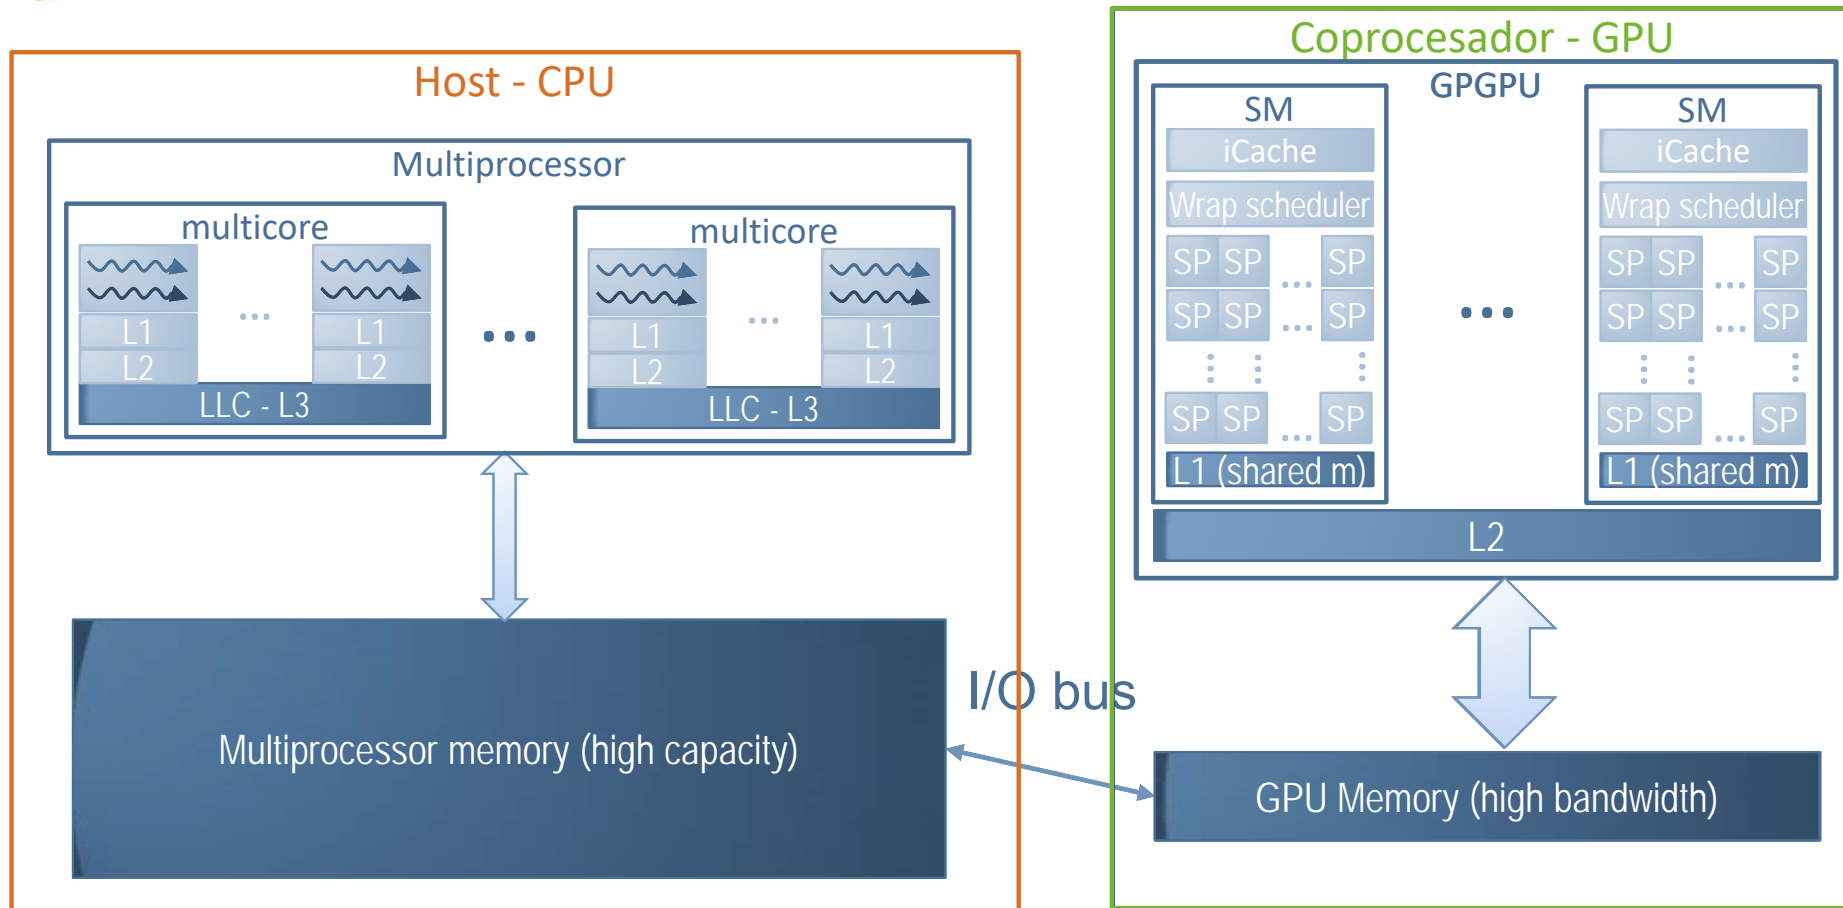 Host - CPU
Multiprocessor
multicore
...
L1
L2
L1
L2
LLC - L3
...
multicore
...
L1
L2
L1
L2
LLC - L3
Multiprocessor memory (high capacity)
I/O bus
Coprocesador - GPU
GPGPU
SM
iCache
Wrap scheduler
SP SP ... SP
SP SP ... SP
SP SP ... SP
L1 (shared m)
...
SM
iCache
Wrap scheduler
SP SP ... SP
SP SP ... SP
SP SP ... SP
L1 (shared m)
L2
GPU Memory (high bandwidth)